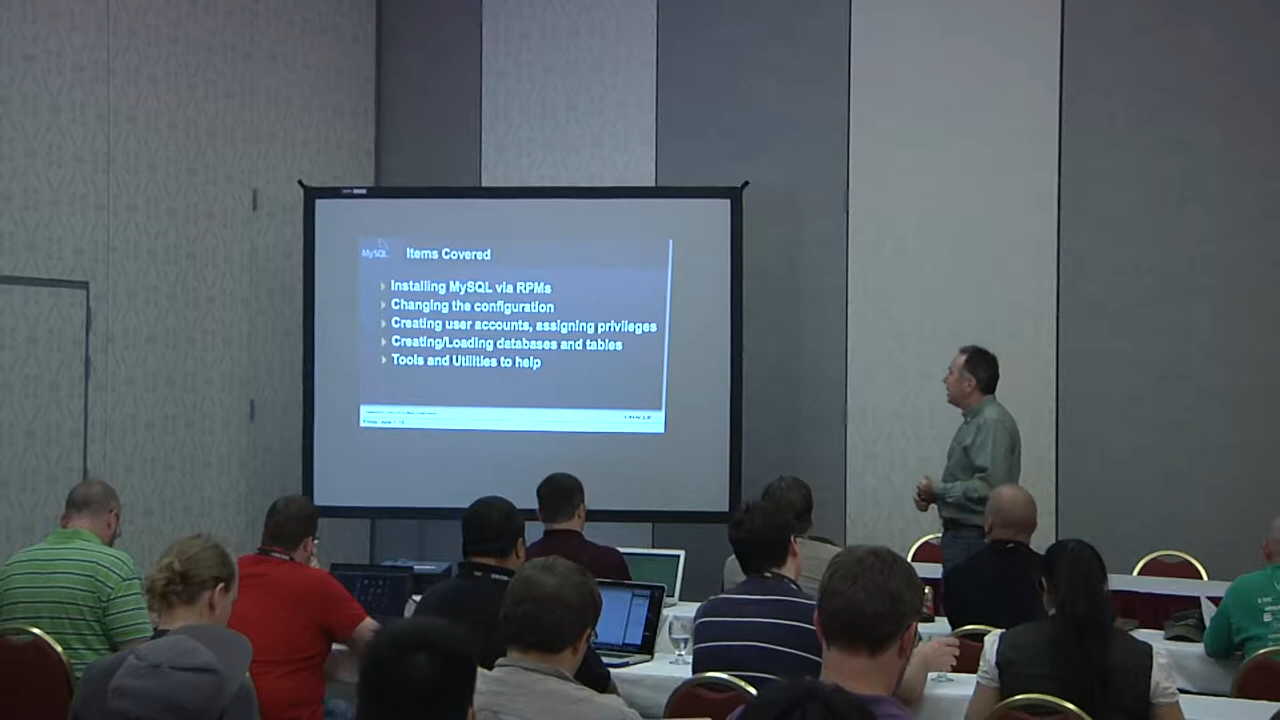 MySQL
Items Covered
Installing MySQL via RPMs
Changing the configuration
Creating user accounts, assigning privileges
Creating/Loading databases and tables
Tools and Utilities to help